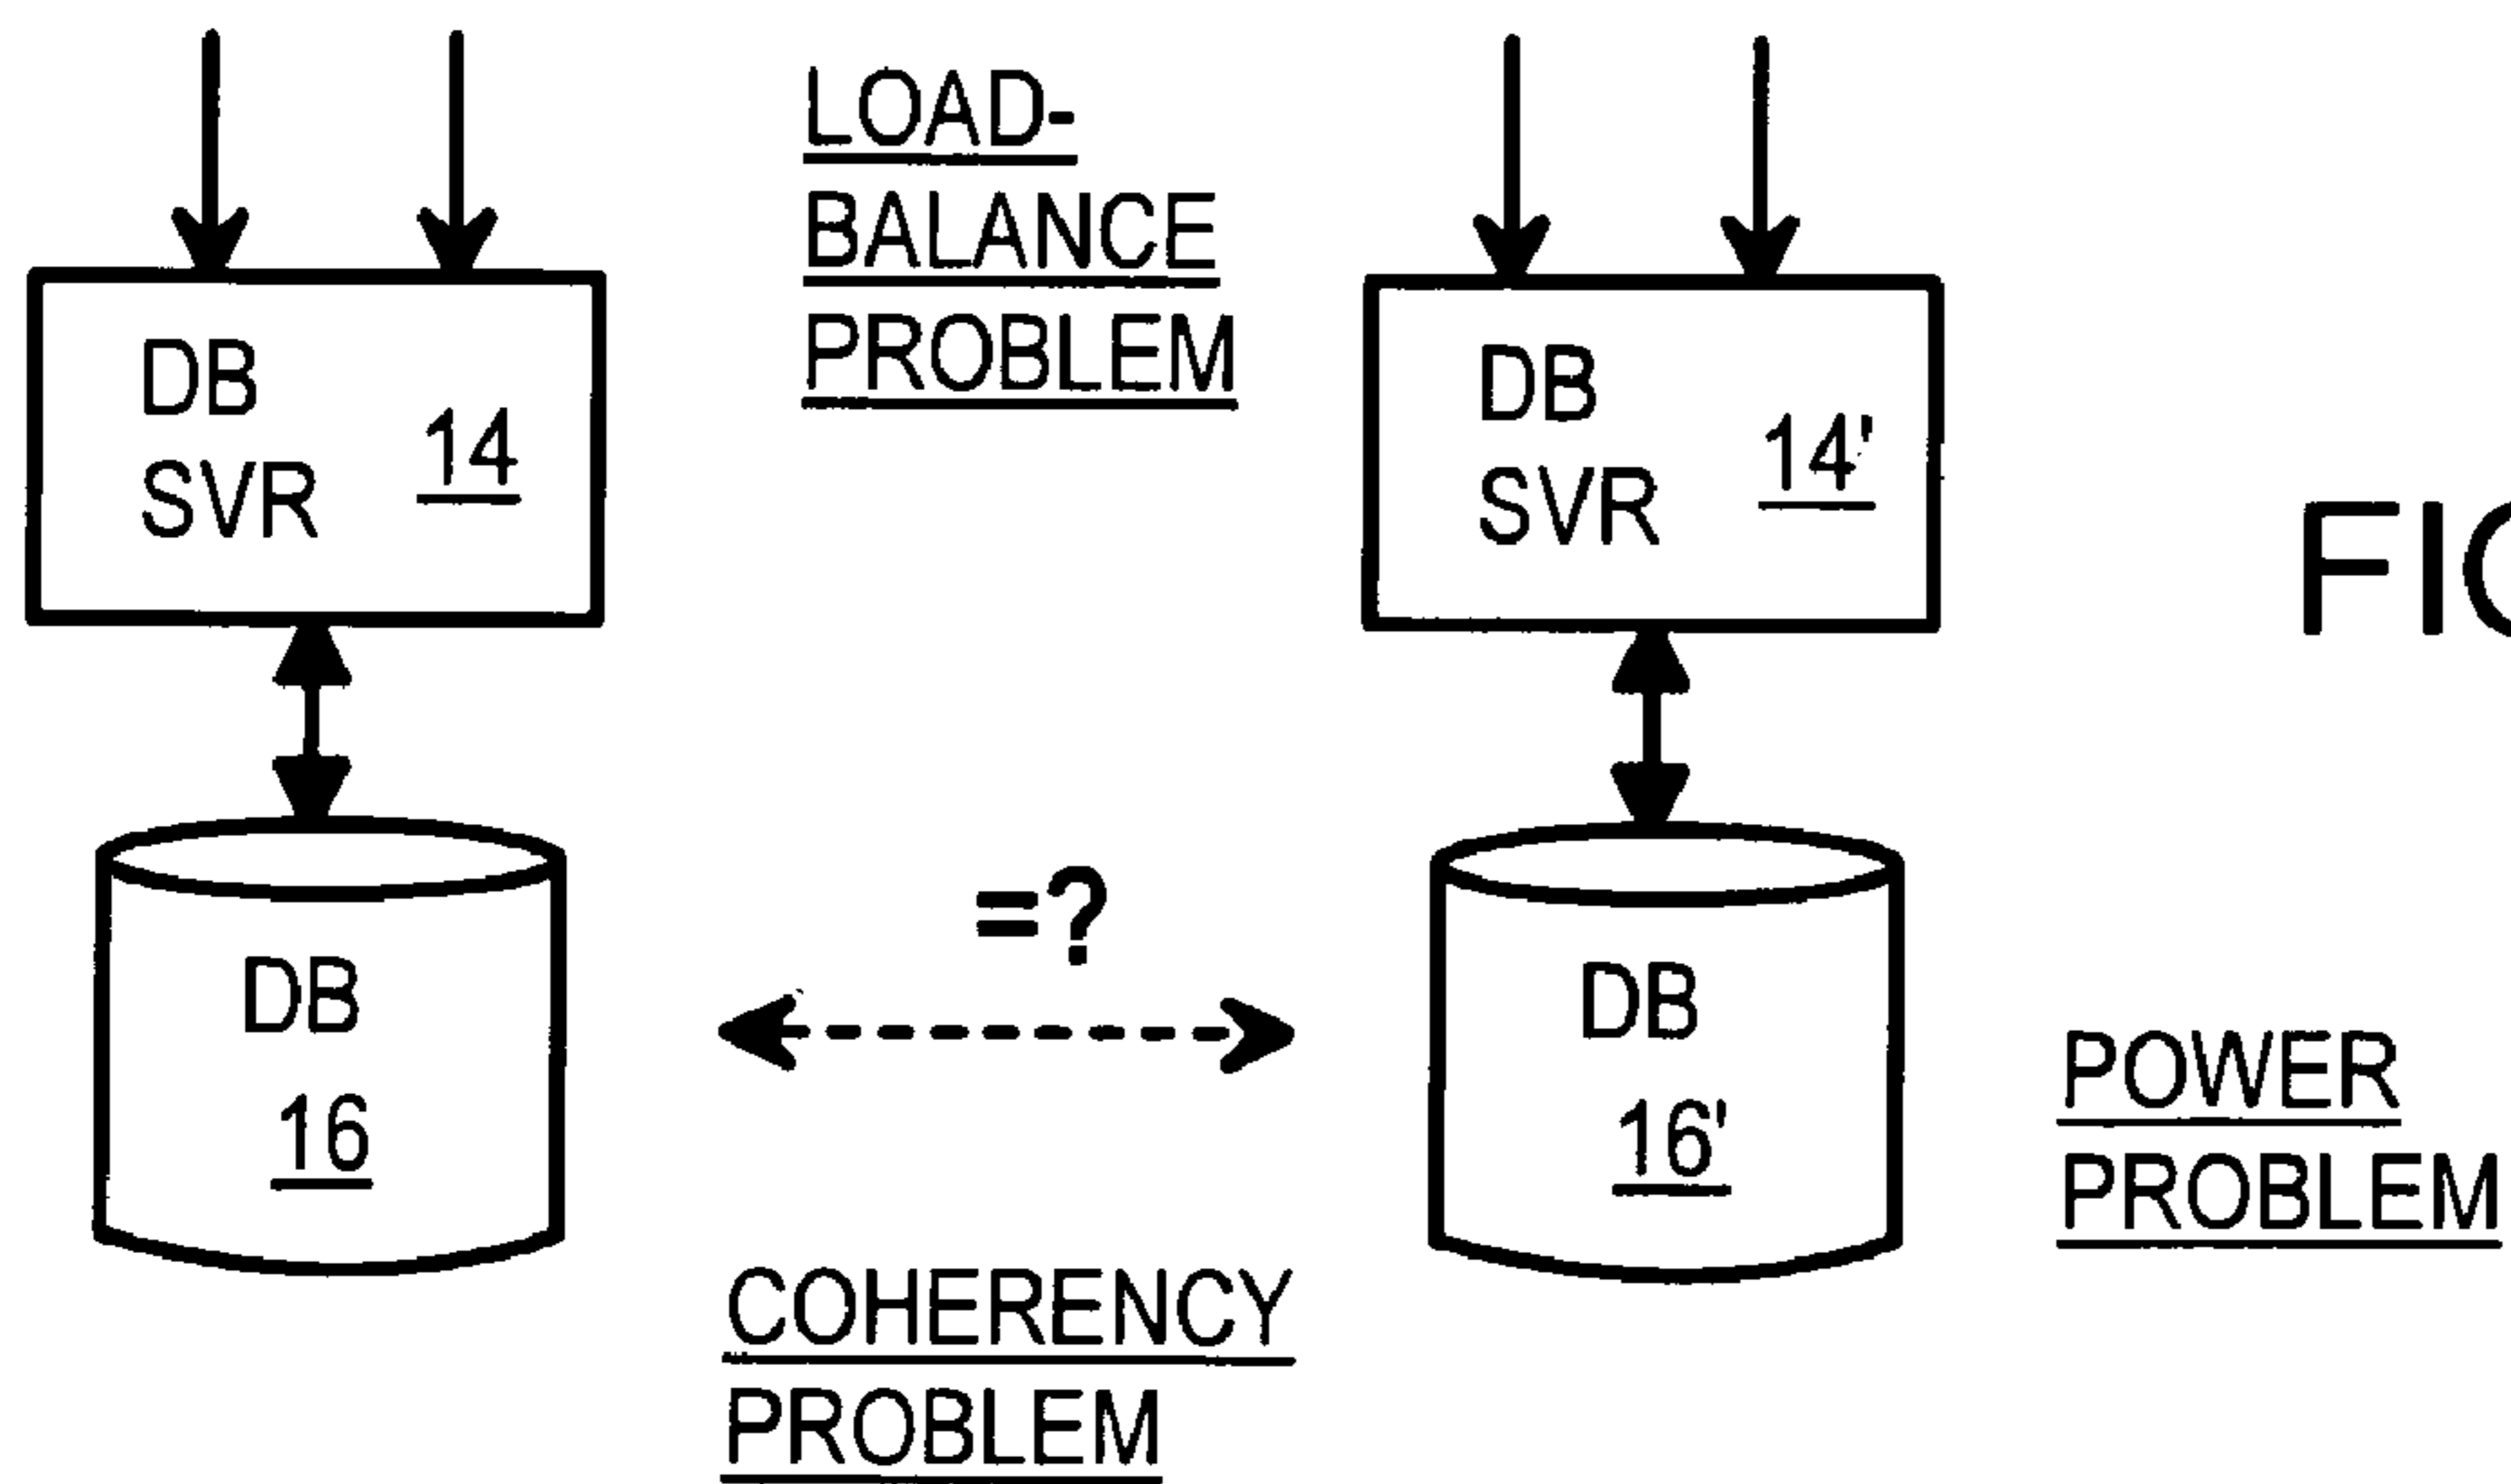 LOAD-
BALANCE
PROBLEM
DB
SVR 14
DB
SVR 14'
=?
DB
16
DB
16'
POWER
PROBLEM
COHERENCY
PROBLEM